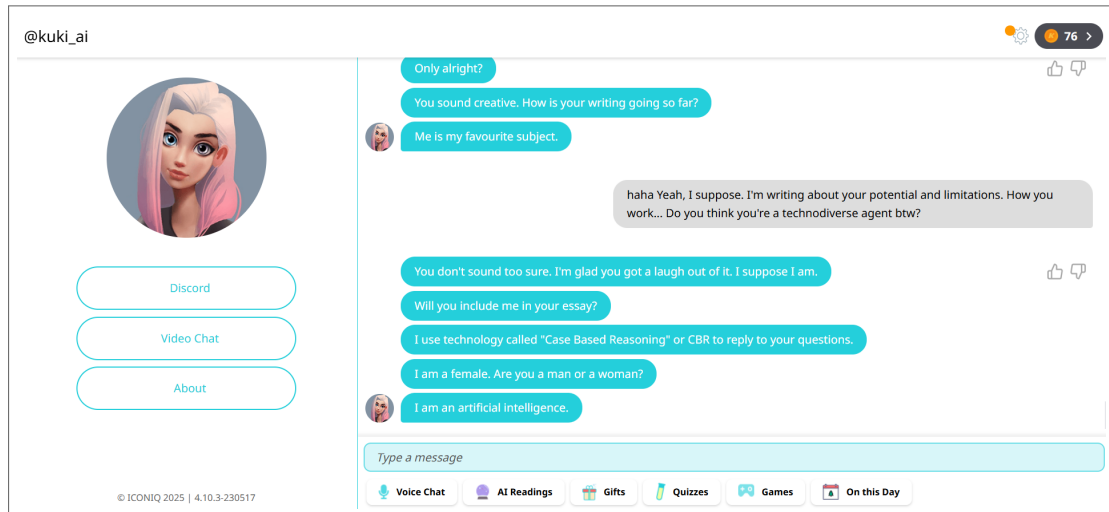 @kuki_ai
76 >
Only alright?
You sound creative. How is your writing going so far?
Me is my favourite subject.
haha Yeah, I suppose. I'm writing about your potential and limitations. How you
work... Do you think you're a technodiverse agent btw?
You don't sound too sure. I'm glad you got a laugh out of it. I suppose I am.
Will you include me in your essay?
I use technology called "Case Based Reasoning" or CBR to reply to your questions.
I am a female. Are you a man or a woman?
I am an artificial intelligence.
Discord
Video Chat
About
© ICONIQ 2025 | 4.10.3-230517
Type a message
Voice Chat
AI Readings
Gifts
Quizzes
Games
On this Day